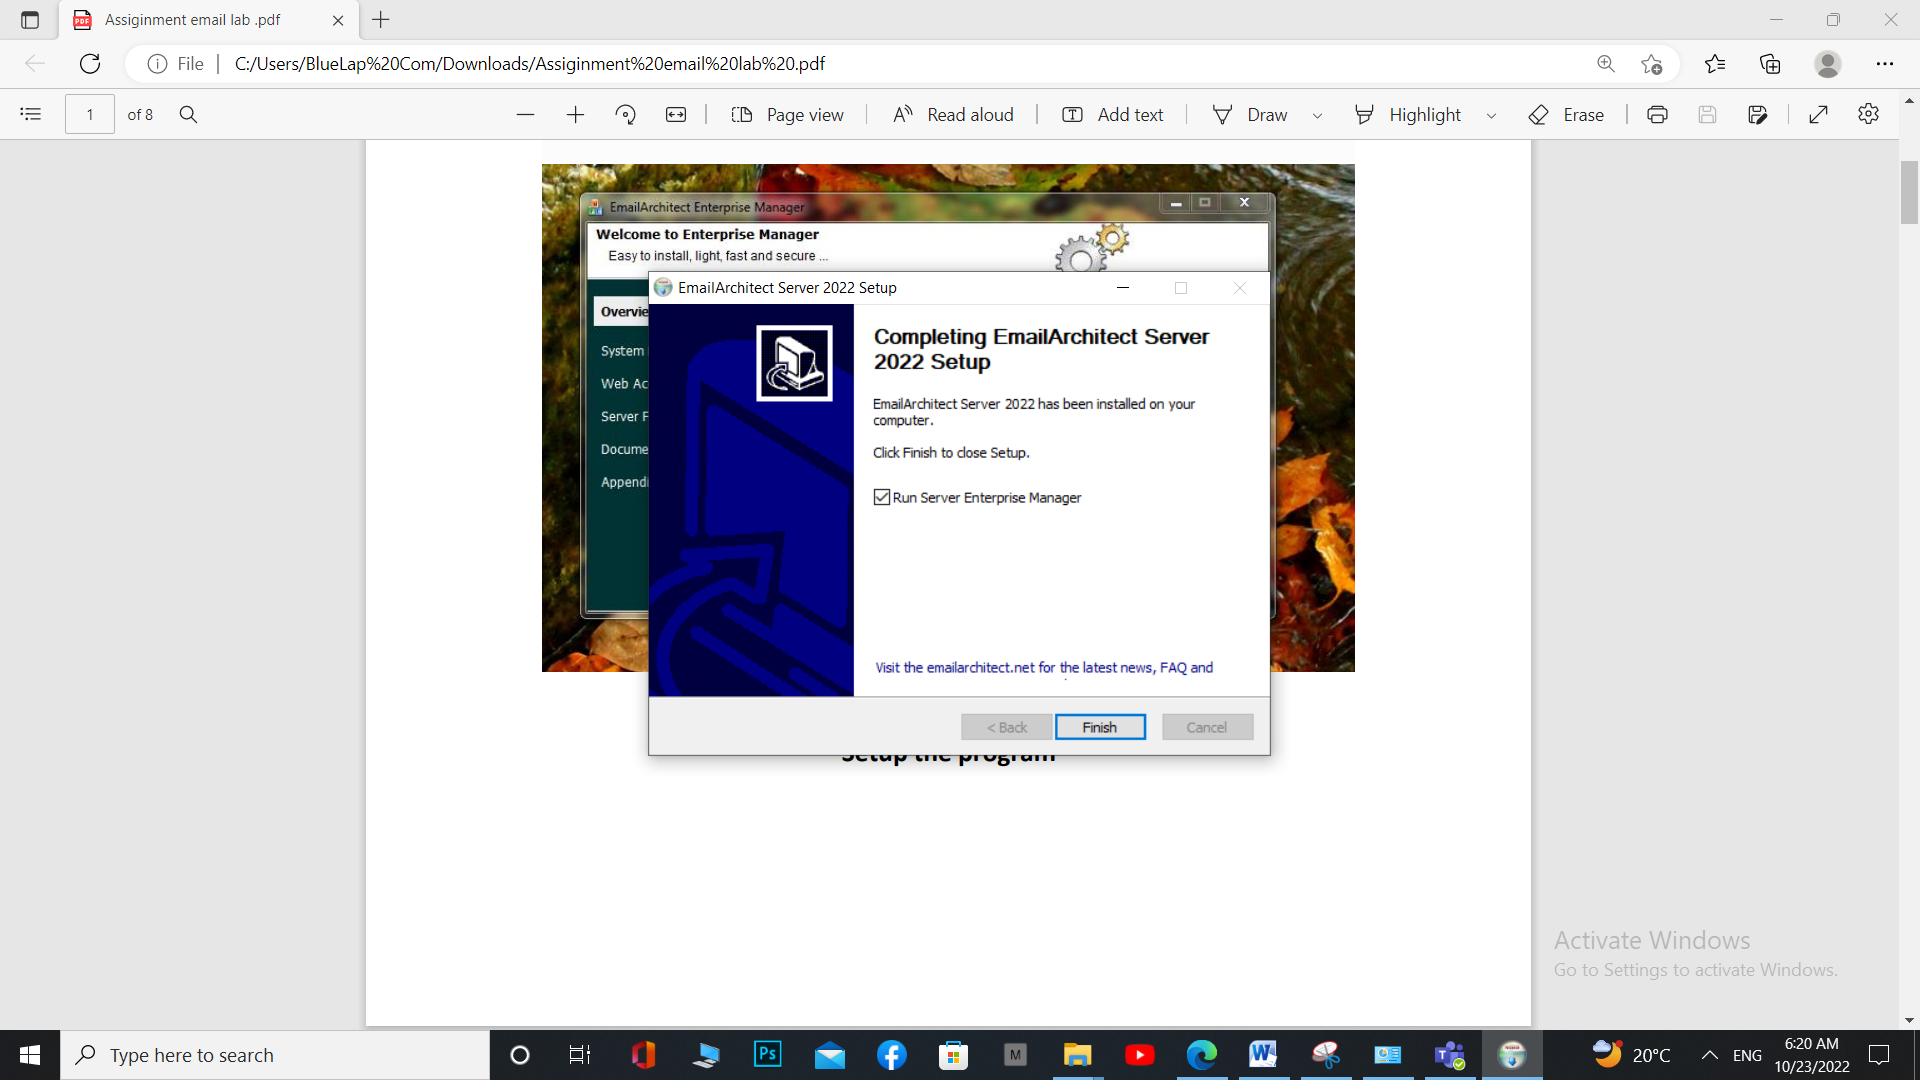 Assiginment email lab .pdf
File
C:/Users/BlueLap%20Com/Downloads/Assiginment%20email%20lab%20.pdf
1 of 8
Page view
Read aloud
Add text
Draw
Highlight
Erase
EmailArchitect Enterprise Manager
Welcome to Enterprise Manager
Easy to install, light, fast and secure ...
EmailArchitect Server 2022 Setup
Overvie
System
Web Ac
Server F
Docume
Append
Completing EmailArchitect Server
2022 Setup
EmailArchitect Server 2022 has been installed on your
computer.
Click Finish to close Setup.
Run Server Enterprise Manager
Visit the emailarchitect.net for the latest news, FAQ and
< Back
Finish
Cancel
Setup the program
Activate Windows
Go to Settings to activate Windows.
Type here to search
Ps
M
20°C
ENG
6:20 AM
10/23/2022